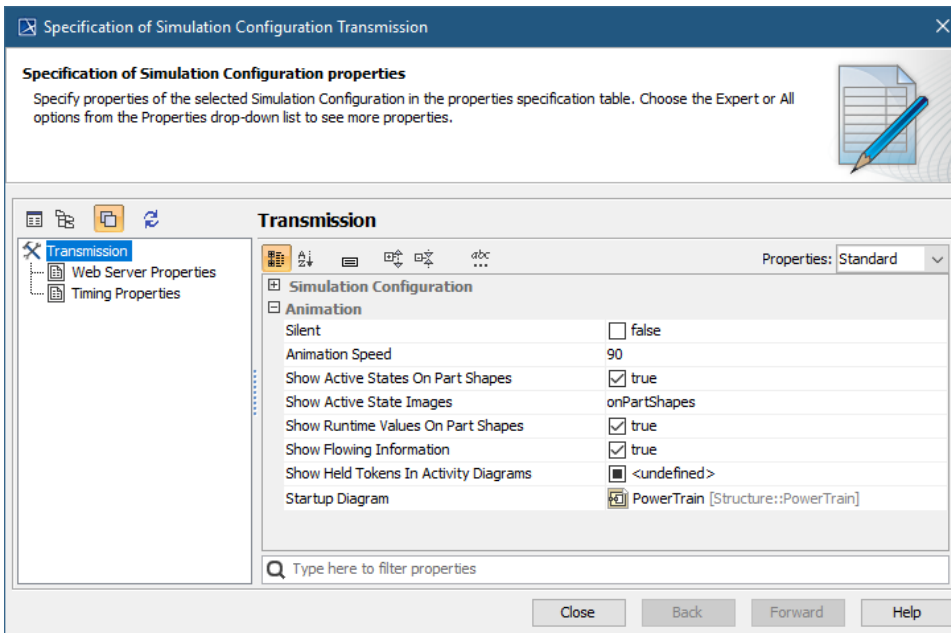 Specification of Simulation Configuration Transmission
Specification of Simulation Configuration properties
Specify properties of the selected Simulation Configuration in the properties specification table. Choose the Expert or All
options from the Properties drop-down list to see more properties.
Transmission
Web Server Properties
Timing Properties
Transmission
Properties: Standard
Simulation Configuration
Animation
Silent false
Animation Speed 90
Show Active States On Part Shapes true
Show Active State Images onPartShapes
Show Runtime Values On Part Shapes true
Show Flowing Information true
Show Held Tokens In Activity Diagrams <undefined>
Startup Diagram PowerTrain [Structure::PowerTrain]
Type here to filter properties
Close Back Forward Help